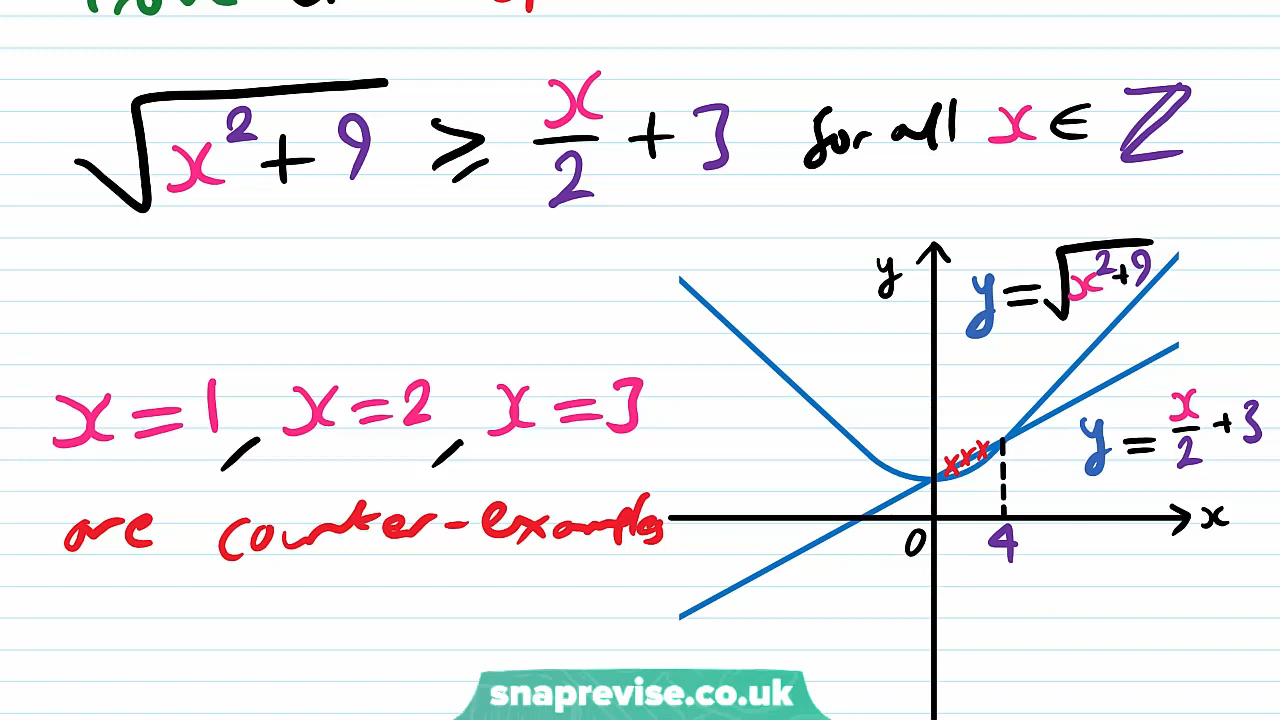 √(x² + 9) ≥ x/2 + 3 for all x ∈ ℤ
y
y = √(x² + 9)
x = 1, x = 2, x = 3
y = x/2 + 3
are counter-examples
x
0
4
snaprevise.co.uk